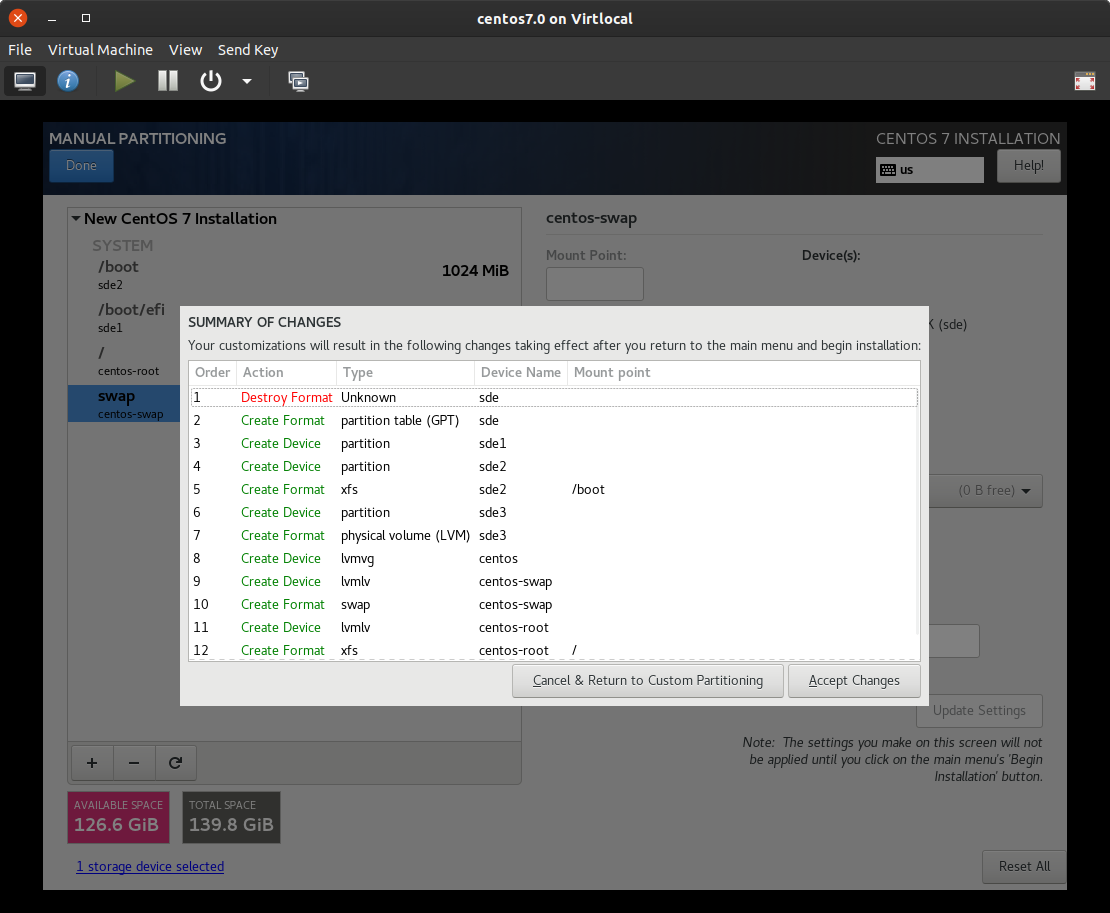 centos7.0 on Virtlocal
File Virtual Machine View Send Key
MANUAL PARTITIONING
CENTOS 7 INSTALLATION
Done
us
Help!
New CentOS 7 Installation
SYSTEM
/boot
1024 MiB
sde2
/boot/efi
sde1
/
centos-root
swap
centos-swap
centos-swap
Mount Point:
Device(s):
(sde)
(0 B free)
SUMMARY OF CHANGES
Your customizations will result in the following changes taking effect after you return to the main menu and begin installation:
Order Action Type Device Name Mount point
1 Destroy Format Unknown sde
2 Create Format partition table (GPT) sde
3 Create Device partition sde1
4 Create Device partition sde2
5 Create Format xfs sde2 /boot
6 Create Device partition sde3
7 Create Format physical volume (LVM) sde3
8 Create Device lvmvg centos
9 Create Device lvmlv centos-swap
10 Create Format swap centos-swap
11 Create Device lvmlv centos-root
12 Create Format xfs centos-root /
Cancel & Return to Custom Partitioning
Accept Changes
Update Settings
Note: The settings you make on this screen will not
be applied until you click on the main menu's 'Begin
Installation' button.
+ −
AVAILABLE SPACE
126.6 GiB
TOTAL SPACE
139.8 GiB
1 storage device selected
Reset All